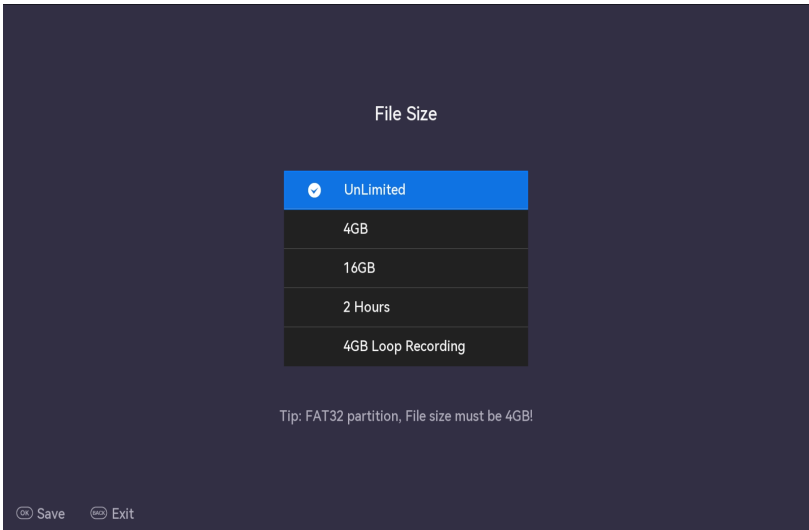 File Size
UnLimited
4GB
16GB
2 Hours
4GB Loop Recording
Tip: FAT32 partition, File size must be 4GB!
OK Save BACK Exit